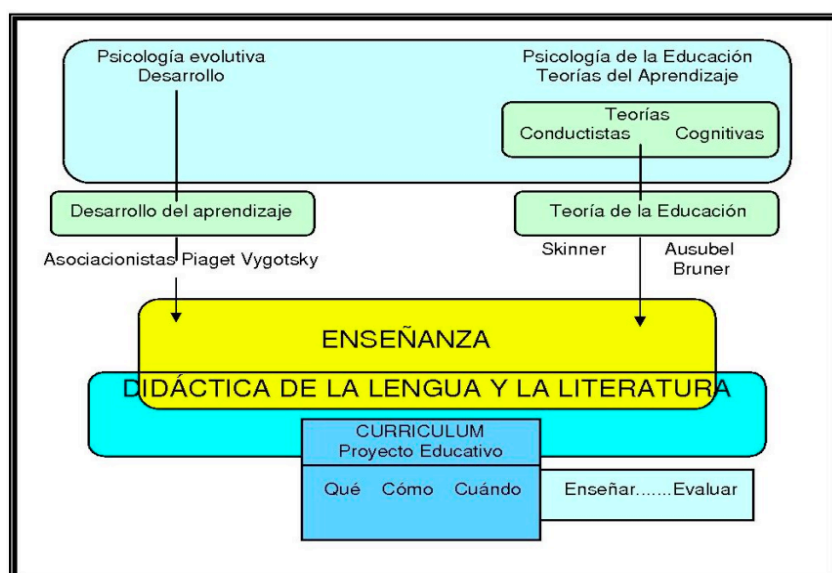 Psicología evolutiva
Desarrollo
Psicología de la Educación
Teorías del Aprendizaje
Teorías
Conductistas Cognitivas
Desarrollo del aprendizaje
Teoría de la Educación
Asociacionistas Piaget Vygotsky
Skinner Ausubel
Bruner
ENSEÑANZA
DIDÁCTICA DE LA LENGUA Y LA LITERATURA
CURRICULUM
Proyecto Educativo
Qué Cómo Cuándo
Enseñar.......Evaluar